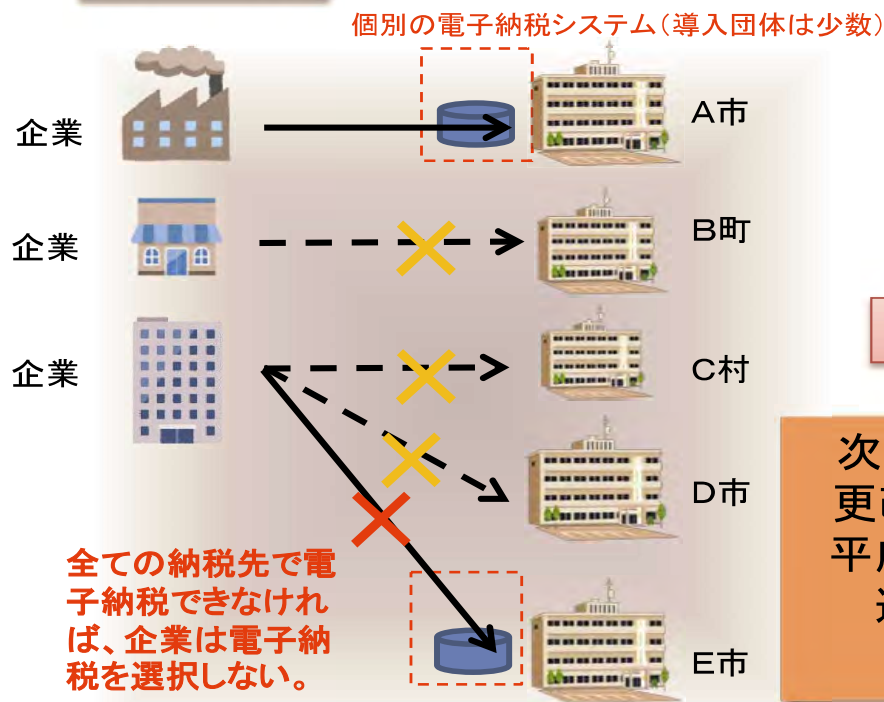 個別の電子納税システム(導入団体は少数)
企業
A市
企業
B町
企業
C村
D市
全ての納税先で電
子納税できなけれ
ば、企業は電子納
税を選択しない。
E市
次
更改
平成